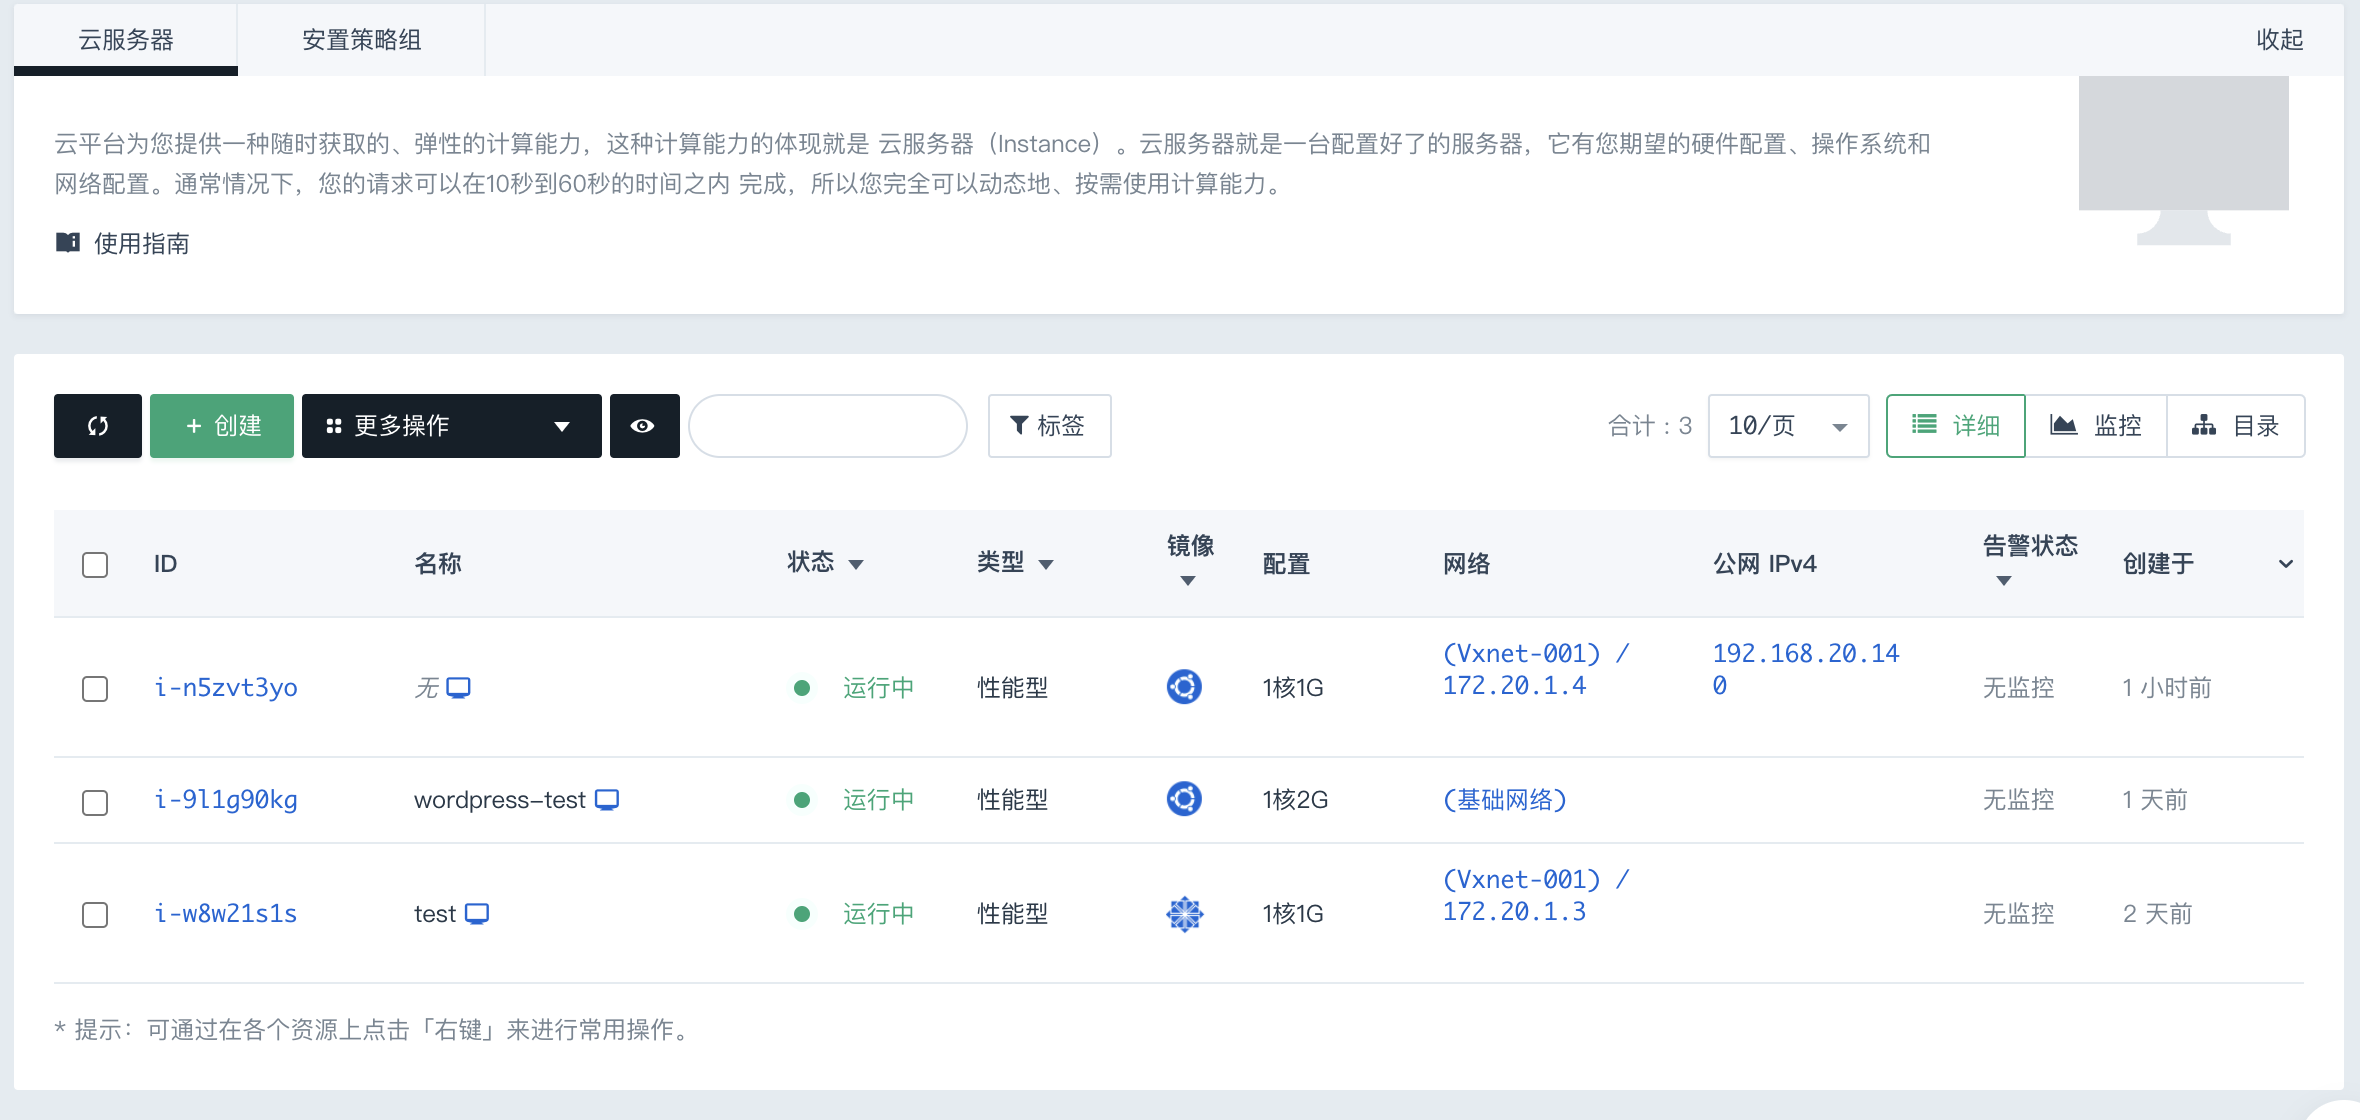 云服务器 安置策略组 收起
云平台为您提供一种随时获取的、弹性的计算能力，这种计算能力的体现就是 云服务器（Instance）。云服务器就是一台配置好了的服务器，它有您期望的硬件配置、操作系统和
网络配置。通常情况下，您的请求可以在10秒到60秒的时间之内 完成，所以您完全可以动态地、按需使用计算能力。
使用指南
+ 创建 更多操作 标签 合计：3 10/页 详细 监控 目录
ID 名称 状态 类型 镜像 配置 网络 公网 IPv4 告警状态 创建于
i-n5zvt3yo 无 运行中 性能型 1核1G (Vxnet-001) / 192.168.20.14 无监控 1 小时前
172.20.1.4 0
i-9l1g90kg wordpress-test 运行中 性能型 1核2G (基础网络) 无监控 1 天前
i-w8w21s1s test 运行中 性能型 1核1G (Vxnet-001) / 无监控 2 天前
172.20.1.3
* 提示：可通过在各个资源上点击「右键」来进行常用操作。